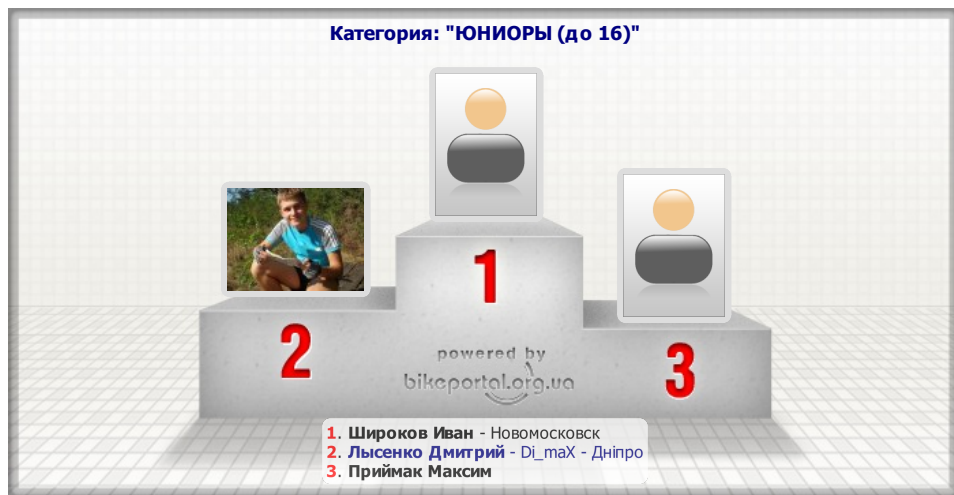 Категория: "ЮНИОРЫ (до 16)"
1
2
3
powered by
bikeportal.org.ua
1. Широков Иван - Новомосковск
2. Лысенко Дмитрий - Di_maX - Дніпро
3. Приймак Максим